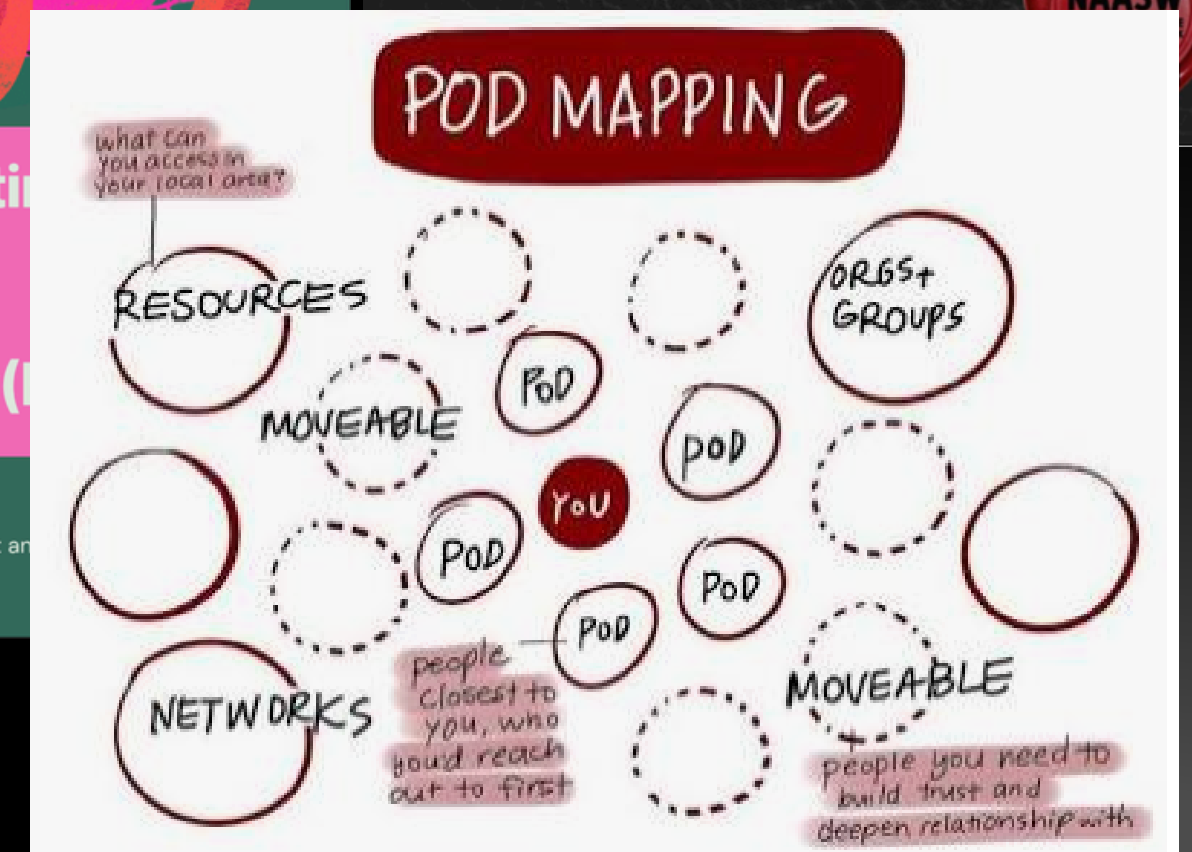 POD MAPPING
what can
you access in
your local area?
RESOURCES
ORGS+
GROUPS
MOVEABLE
POD
POD
YOU
POD
POD
POD
people
closest to
you, who
you'd reach
out to first
NETWORKS
MOVEABLE
people you need to
build trust and
deepen relationship with